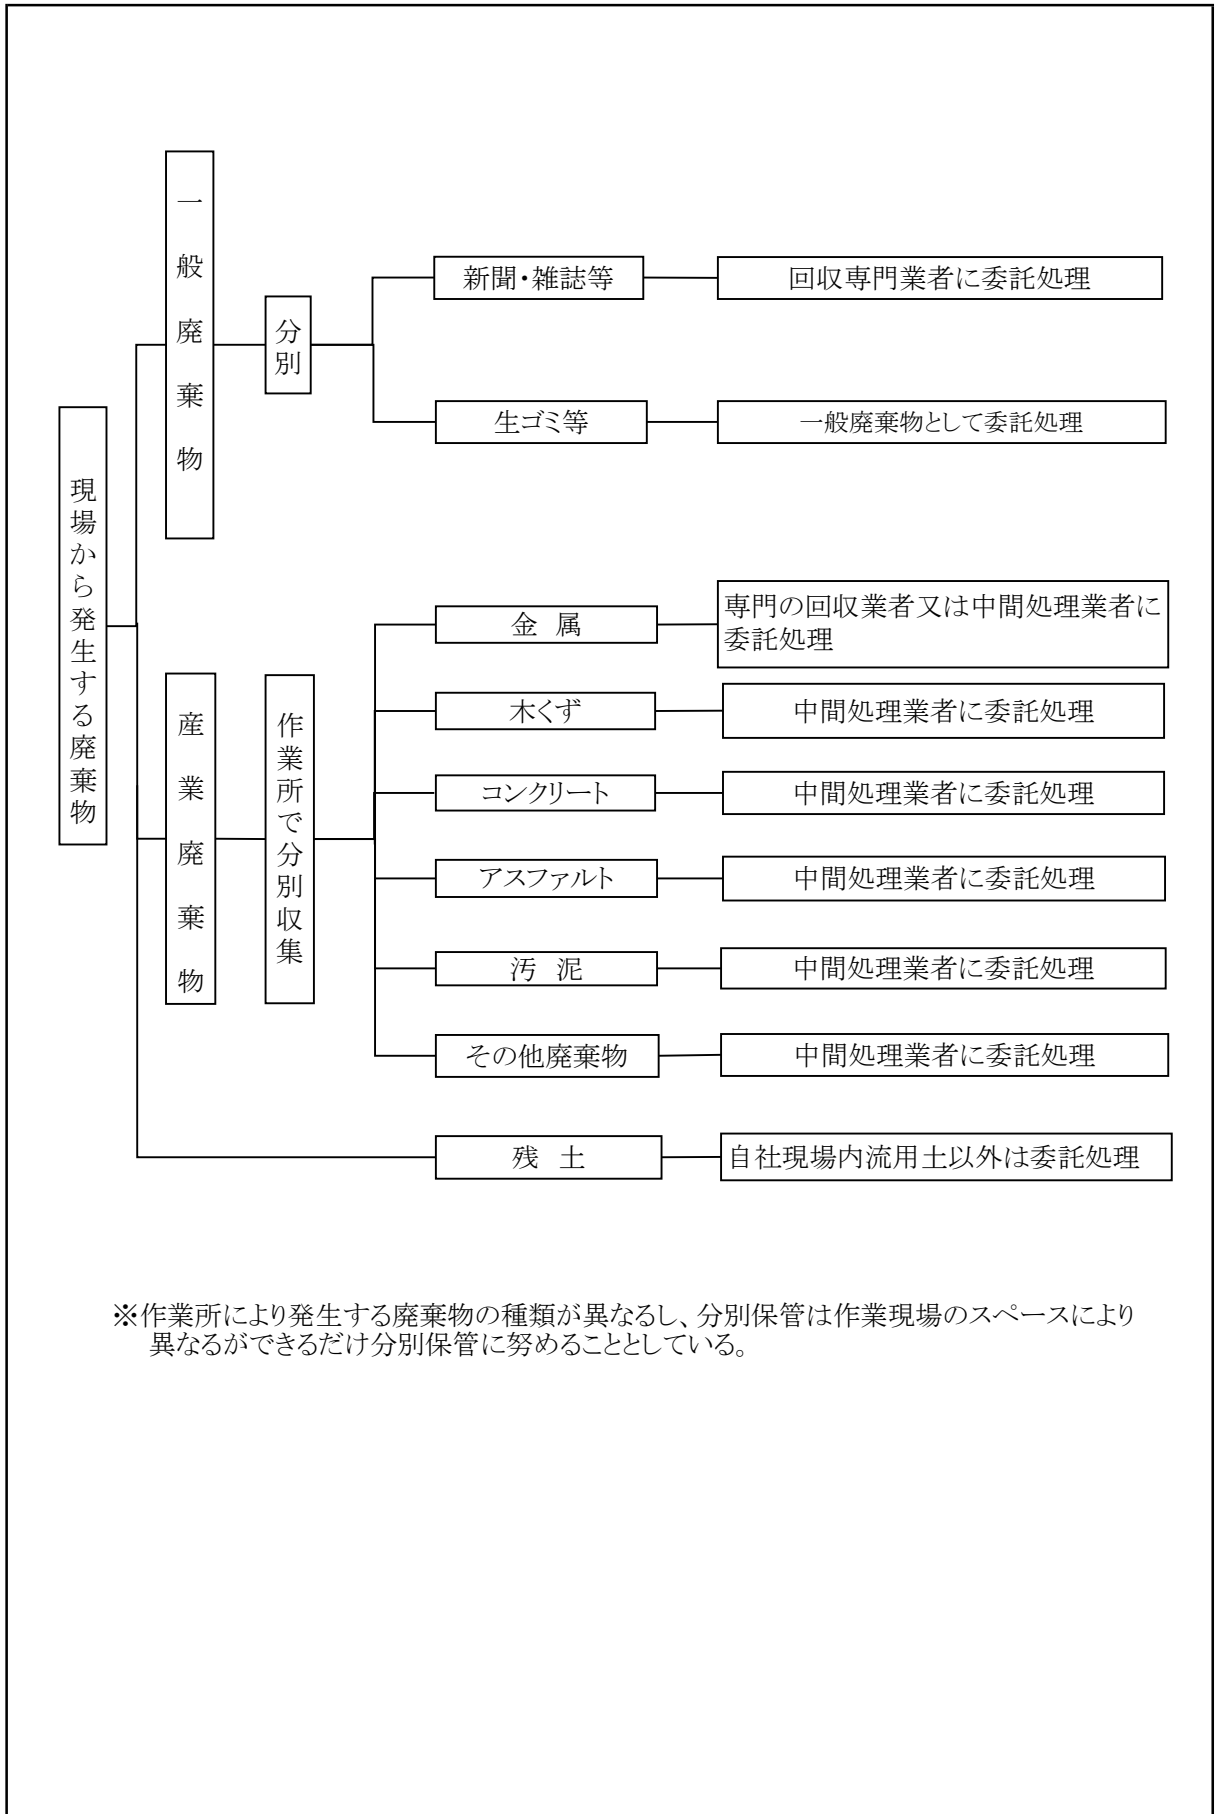 現場から発生する廃棄物
一般廃棄物
分別
新聞・雑誌等
回収専門業者に委託処理
生ゴミ等
一般廃棄物として委託処理
産業廃棄物
作業所で分別収集
金 属
専門の回収業者又は中間処理業者に
委託処理
木くず
中間処理業者に委託処理
コンクリート
中間処理業者に委託処理
アスファルト
中間処理業者に委託処理
汚 泥
中間処理業者に委託処理
その他廃棄物
中間処理業者に委託処理
残 土
自社現場内流用土以外は委託処理
※作業所により発生する廃棄物の種類が異なるし、分別保管は作業現場のスペースにより
異なるができるだけ分別保管に努めることとしている。